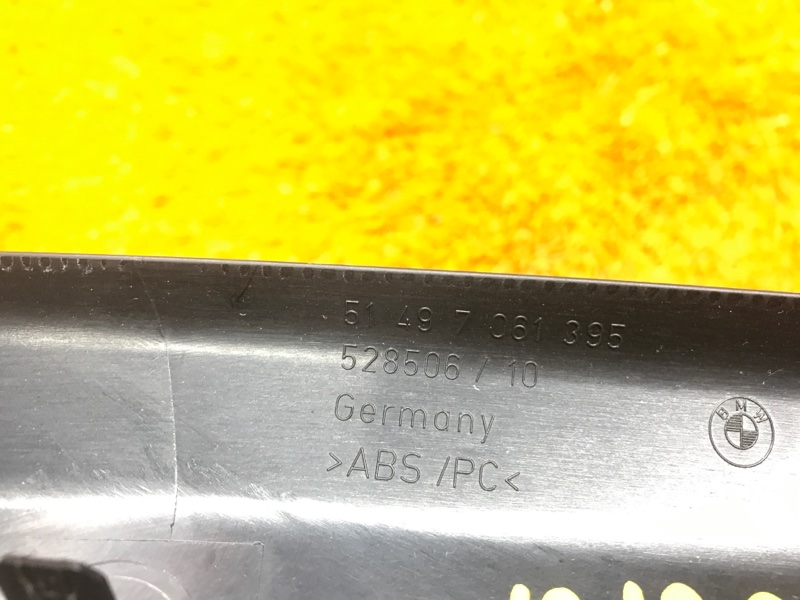 51 49 7 061 395
528506 / 10
Germany
>ABS /PC<
BMW